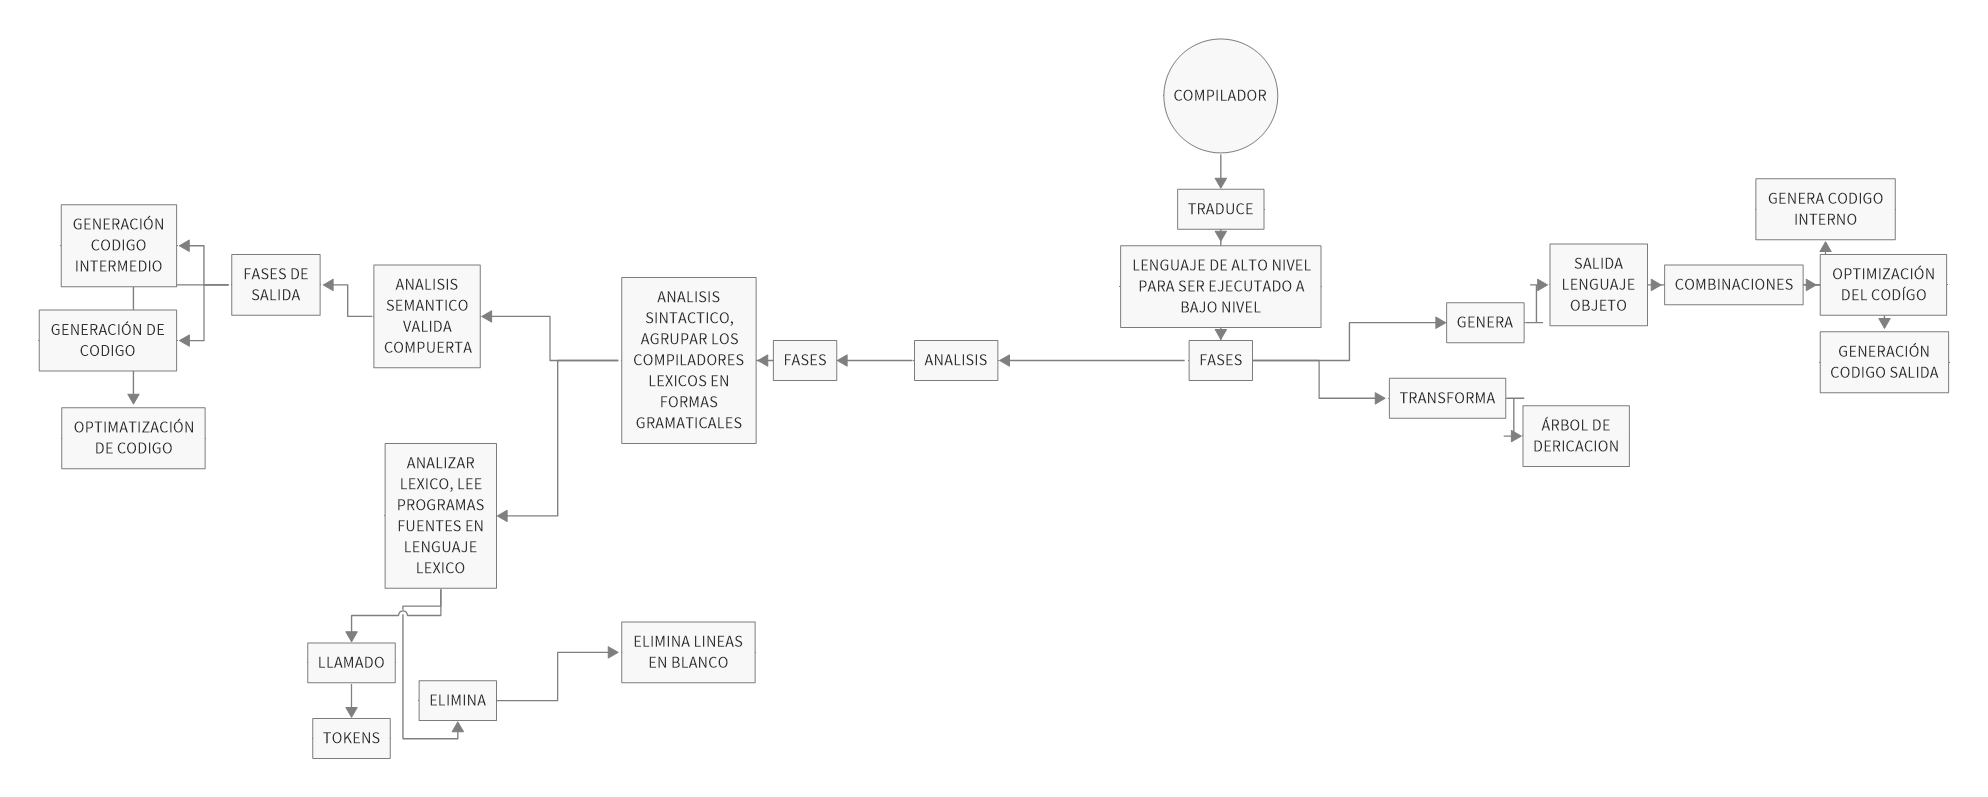 COMPILADOR
TRADUCE
LENGUAJE DE ALTO NIVEL
PARA SER EJECUTADO A
BAJO NIVEL
FASES
GENERA
SALIDA
LENGUAJE
OBJETO
COMBINACIONES
GENERA CODIGO
INTERNO
OPTIMIZACIÓN
DEL CODÍGO
GENERACIÓN
CODIGO SALIDA
TRANSFORMA
ÁRBOL DE
DERICACION
ANALISIS
FASES
ANALISIS
SINTACTICO,
AGRUPAR LOS
COMPILADORES
LEXICOS EN
FORMAS
GRAMATICALES
ANALISIS
SEMANTICO
VALIDA
COMPUERTA
FASES DE
SALIDA
GENERACIÓN
CODIGO
INTERMEDIO
GENERACIÓN DE
CODIGO
OPTIMATIZACIÓN
DE CODIGO
ANALIZAR
LEXICO, LEE
PROGRAMAS
FUENTES EN
LENGUAJE
LEXICO
LLAMADO
TOKENS
ELIMINA
ELIMINA LINEAS
EN BLANCO